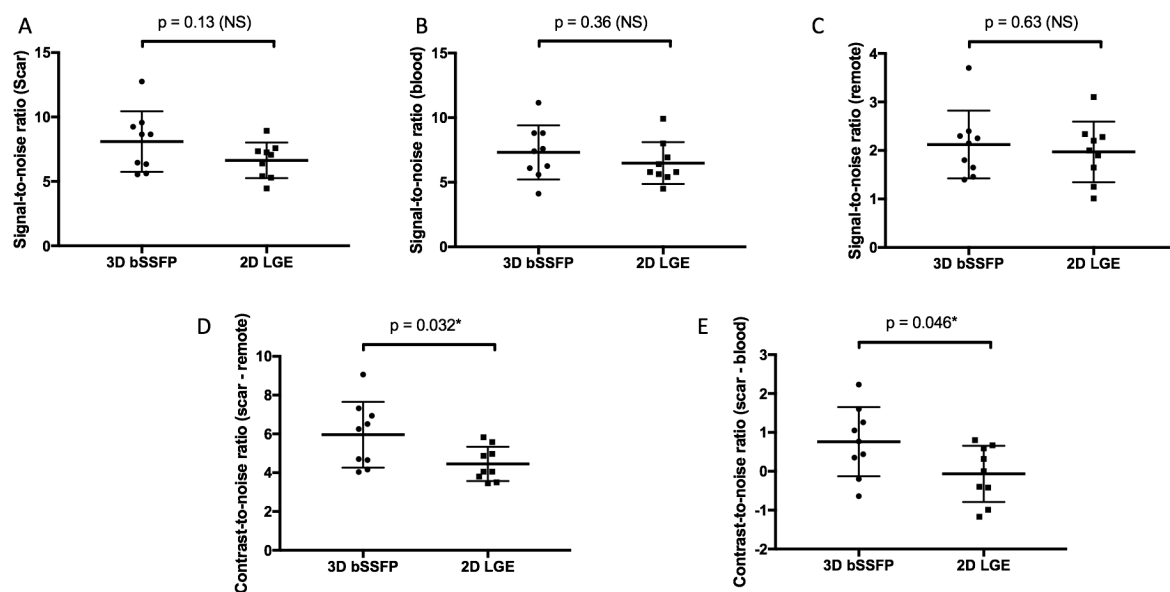 A
p = 0.13 (NS)
Signal-to-noise ratio (Scar)
15
10
5
0
3D bSSFP
2D LGE
B
p = 0.36 (NS)
Signal-to-noise ratio (blood)
15
10
5
0
3D bSSFP
2D LGE
C
p = 0.63 (NS)
Signal-to-noise ratio (remote)
4
3
2
1
0
3D bSSFP
2D LGE
D
p = 0.032*
Contrast-to-noise ratio (scar - remote)
10
8
6
4
2
0
3D bSSFP
2D LGE
E
p = 0.046*
Contrast-to-noise ratio (scar - blood)
3
2
1
0
-1
-2
3D bSSFP
2D LGE